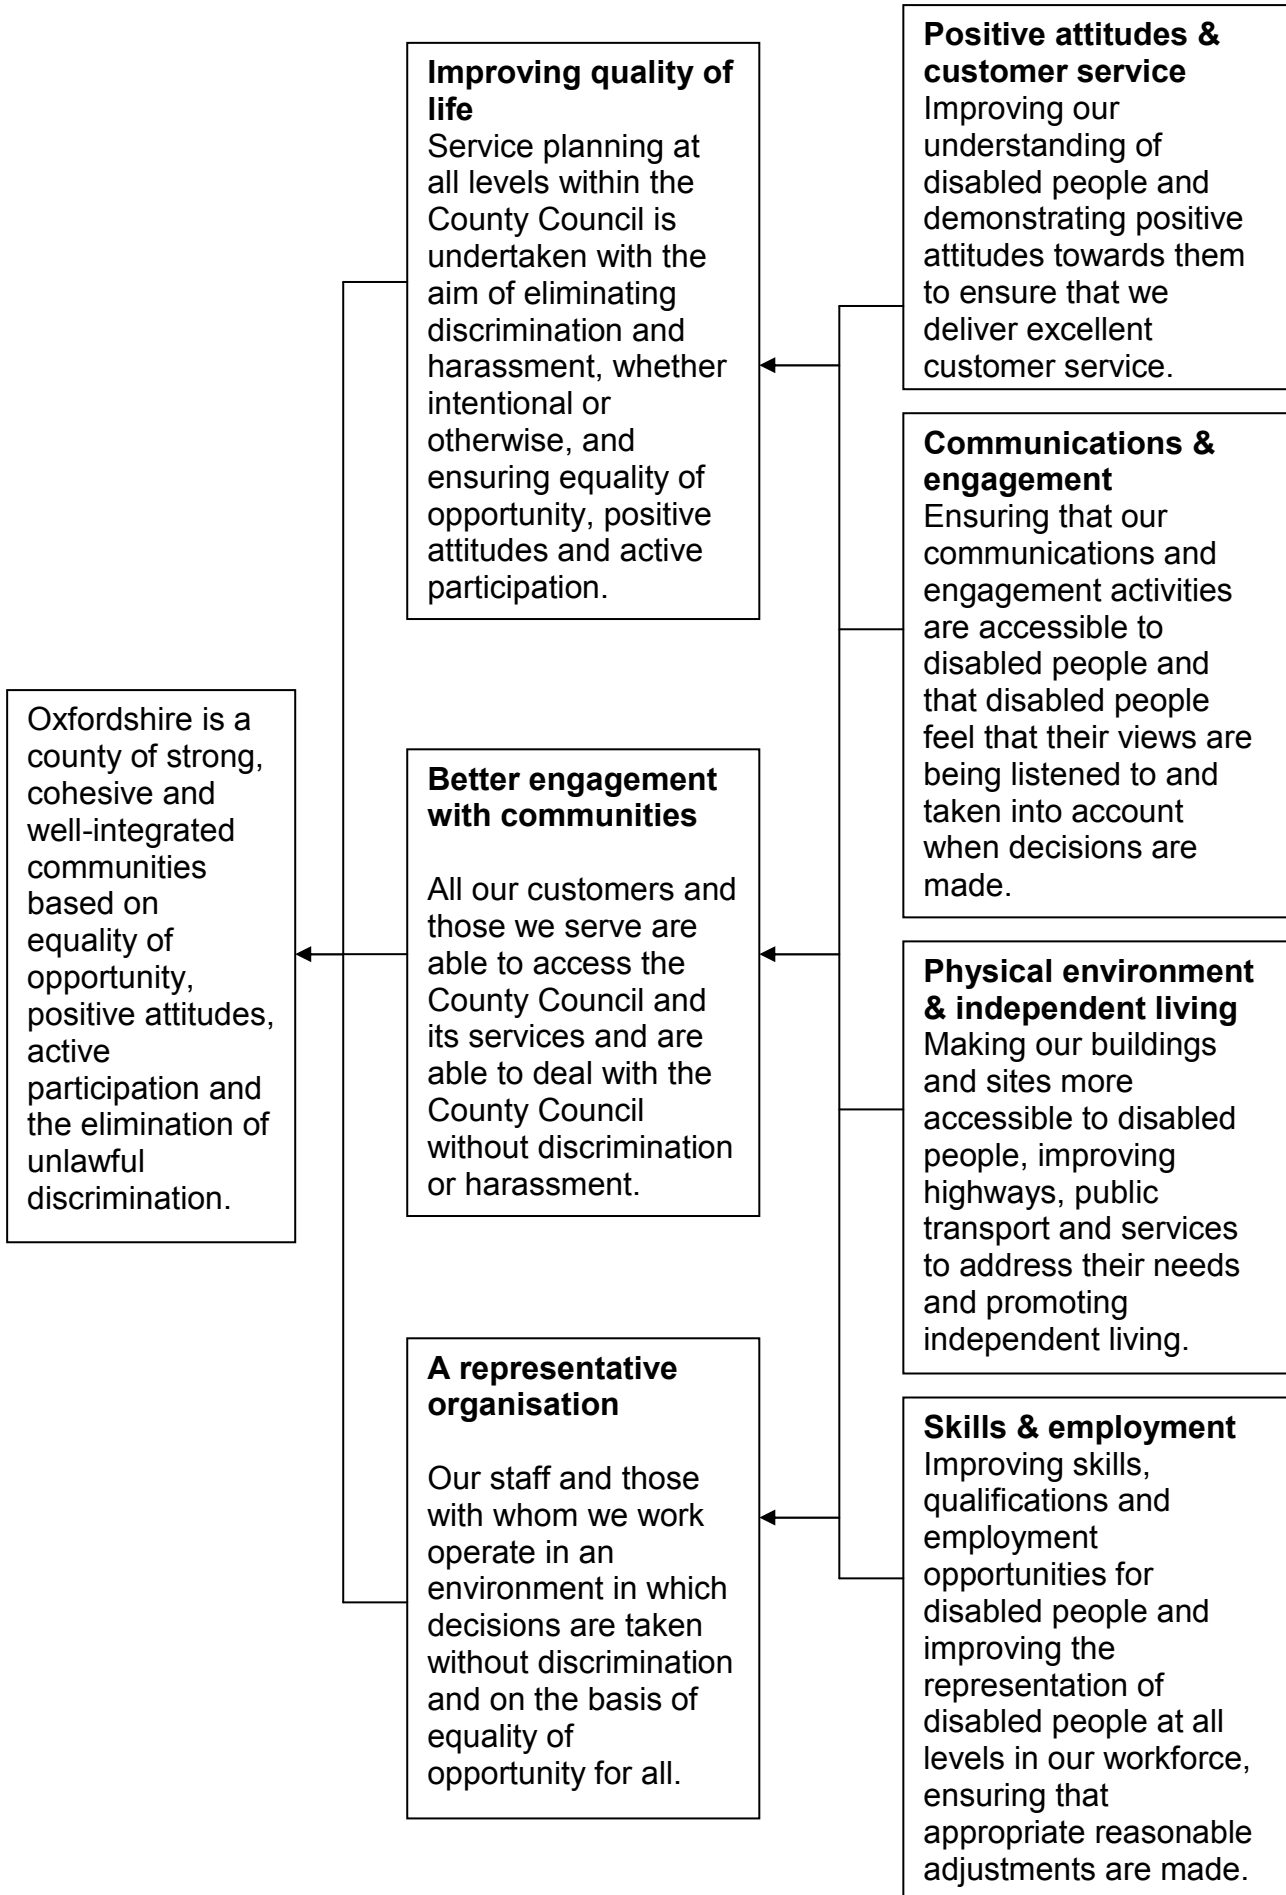 Oxfordshire is a
county of strong,
cohesive and
well-integrated
communities
based on
equality of
opportunity,
positive attitudes,
active
participation and
the elimination of
unlawful
discrimination.
Improving quality of
life
Service planning at
all levels within the
County Council is
undertaken with the
aim of eliminating
discrimination and
harassment, whether
intentional or
otherwise, and
ensuring equality of
opportunity, positive
attitudes and active
participation.
Better engagement
with communities
All our customers and
those we serve are
able to access the
County Council and
its services and are
able to deal with the
County Council
without discrimination
or harassment.
A representative
organisation
Our staff and those
with whom we work
operate in an
environment in which
decisions are taken
without discrimination
and on the basis of
equality of
opportunity for all.
Positive attitudes &
customer service
Improving our
understanding of
disabled people and
demonstrating positive
attitudes towards them
to ensure that we
deliver excellent
customer service.
Communications &
engagement
Ensuring that our
communications and
engagement activities
are accessible to
disabled people and
that disabled people
feel that their views are
being listened to and
taken into account
when decisions are
made.
Physical environment
& independent living
Making our buildings
and sites more
accessible to disabled
people, improving
highways, public
transport and services
to address their needs
and promoting
independent living.
Skills & employment
Improving skills,
qualifications and
employment
opportunities for
disabled people and
improving the
representation of
disabled people at all
levels in our workforce,
ensuring that
appropriate reasonable
adjustments are made.